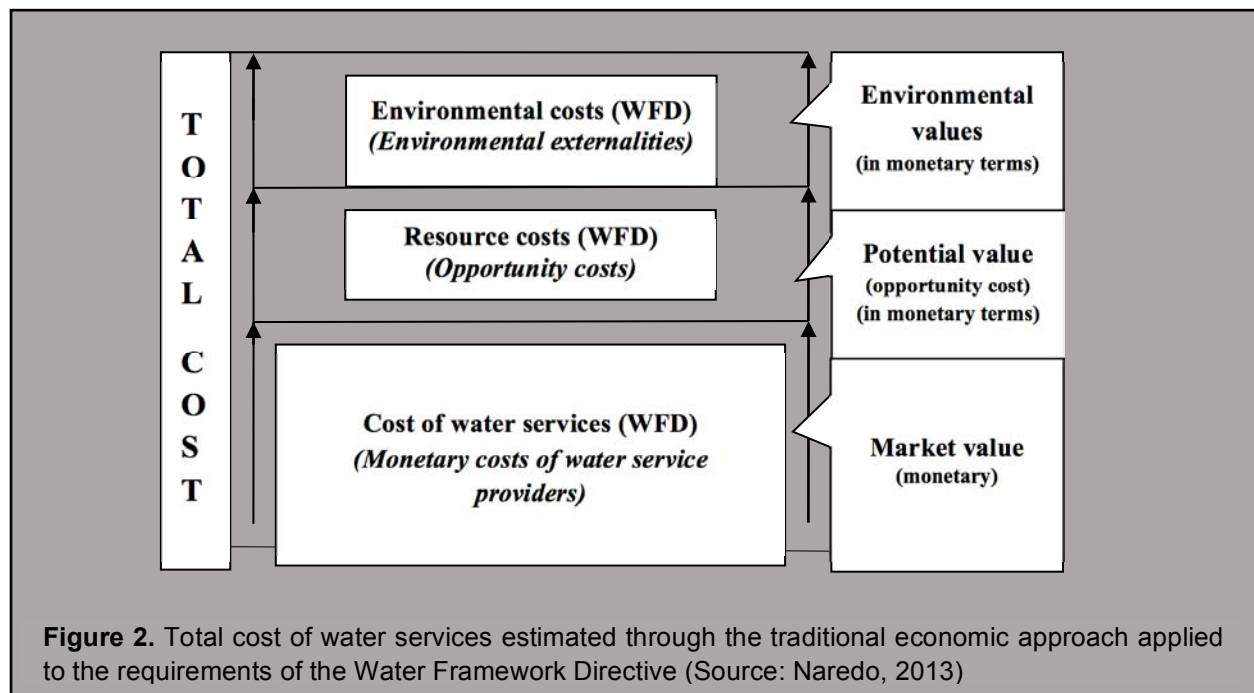 T
O
T
A
L
C
O
S
T
Environmental costs (WFD)
(Environmental externalities)
Resource costs (WFD)
(Opportunity costs)
Cost of water services (WFD)
(Monetary costs of water service
providers)
Environmental
values
(in monetary terms)
Potential value
(opportunity cost)
(in monetary terms)
Market value
(monetary)
Figure 2. Total cost of water services estimated through the traditional economic approach applied
to the requirements of the Water Framework Directive (Source: Naredo, 2013)